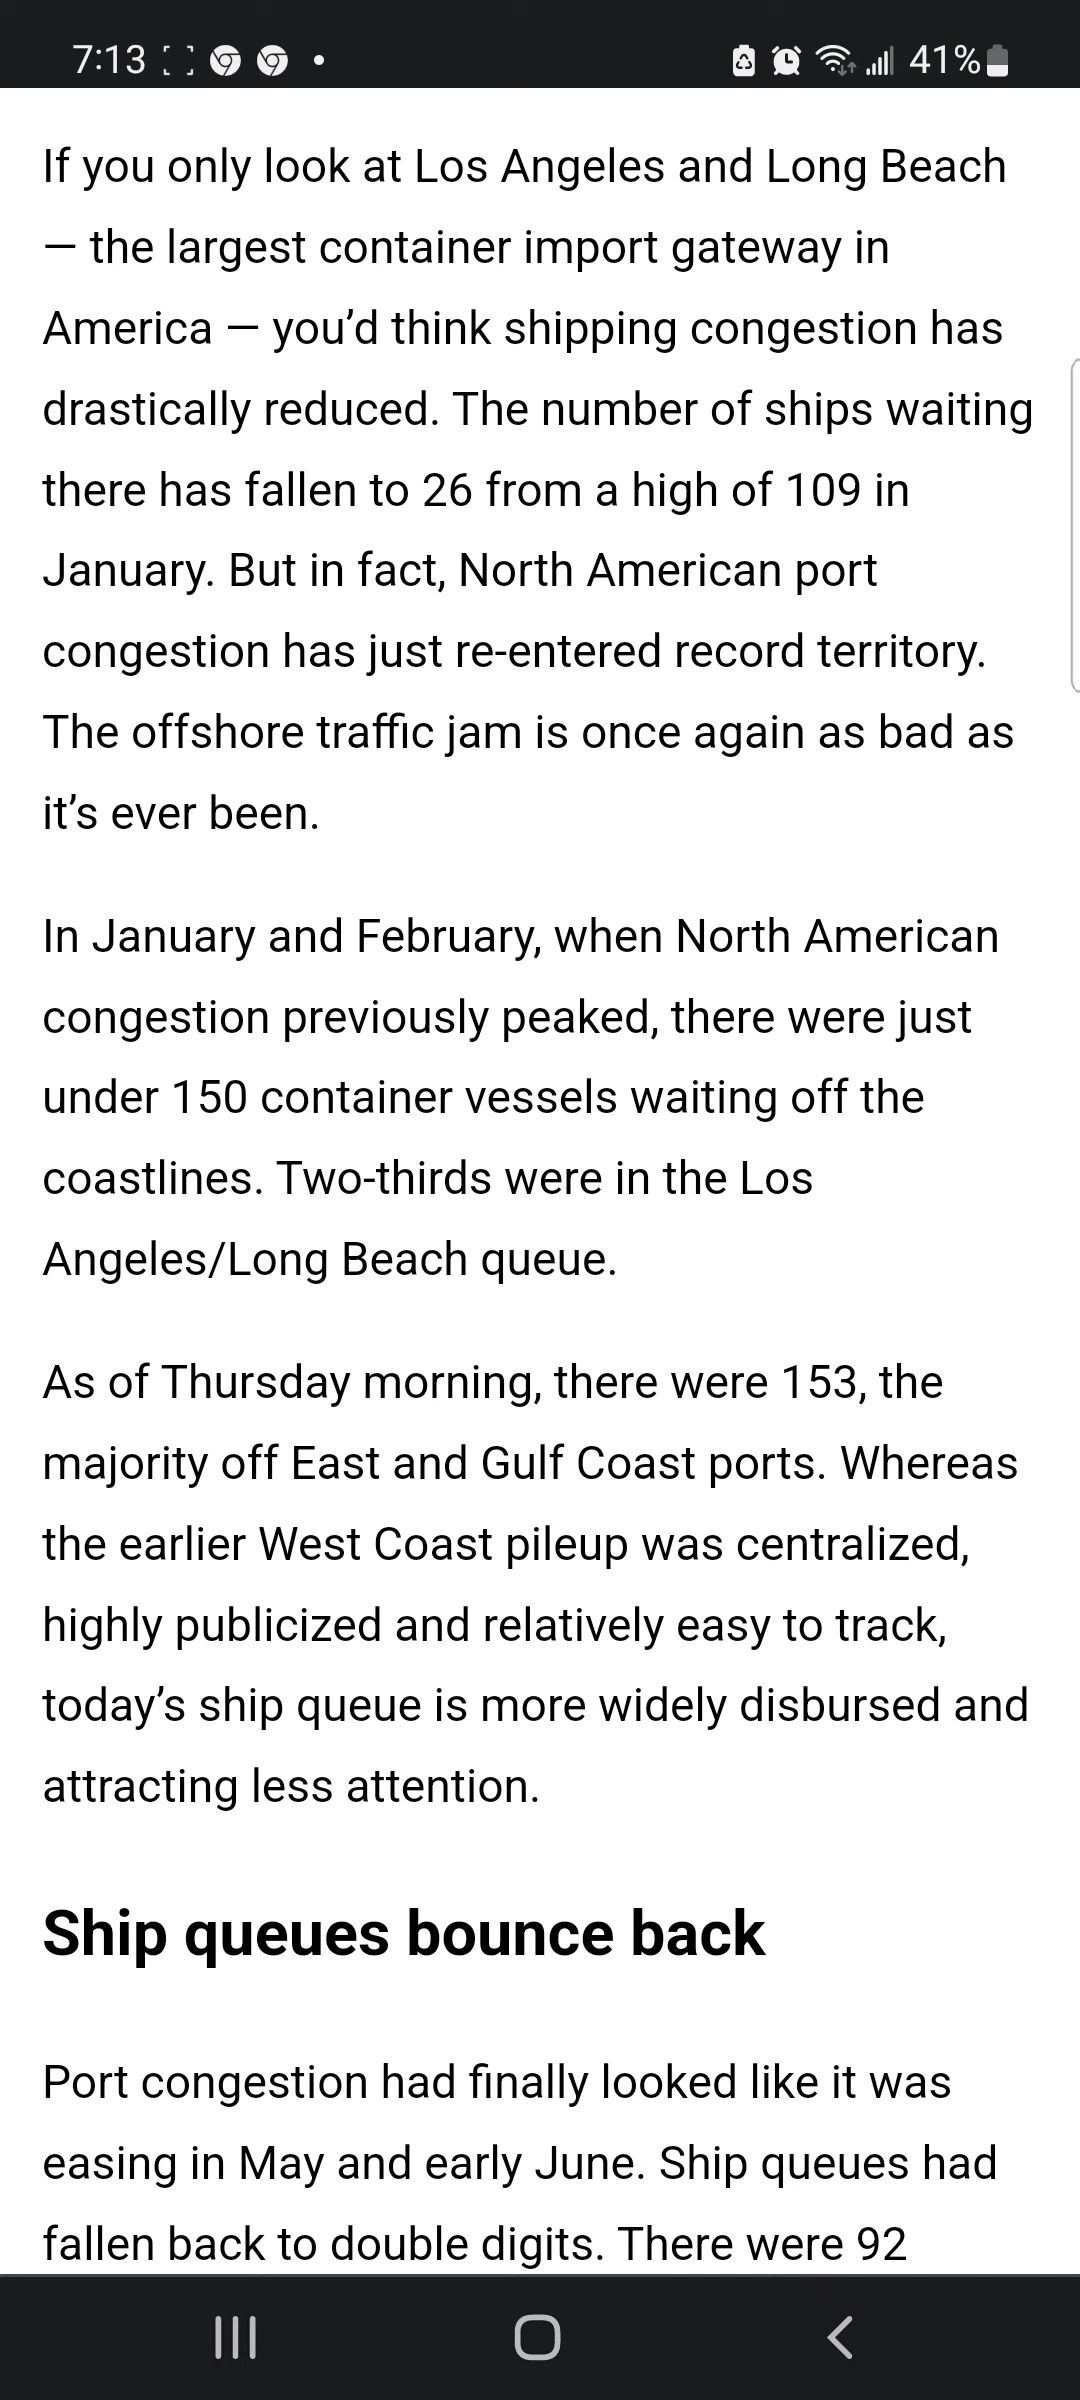 7:13 41%
If you only look at Los Angeles and Long Beach
— the largest container import gateway in
America — you’d think shipping congestion has
drastically reduced. The number of ships waiting
there has fallen to 26 from a high of 109 in
January. But in fact, North American port
congestion has just re-entered record territory.
The offshore traffic jam is once again as bad as
it’s ever been.
In January and February, when North American
congestion previously peaked, there were just
under 150 container vessels waiting off the
coastlines. Two-thirds were in the Los
Angeles/Long Beach queue.
As of Thursday morning, there were 153, the
majority off East and Gulf Coast ports. Whereas
the earlier West Coast pileup was centralized,
highly publicized and relatively easy to track,
today’s ship queue is more widely disbursed and
attracting less attention.
Ship queues bounce back
Port congestion had finally looked like it was
easing in May and early June. Ship queues had
fallen back to double digits. There were 92